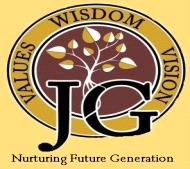 VALUES WISDOM VISION
JG
Nurturing Future Generation